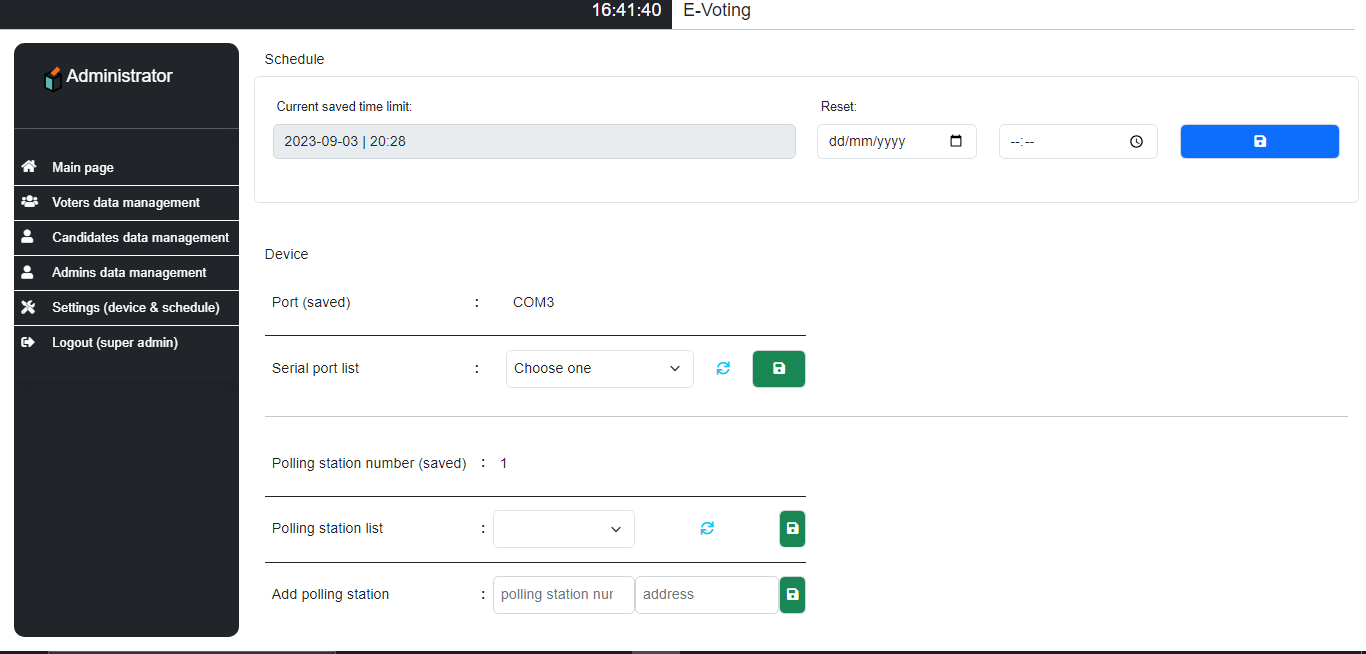 16:41:40 E-Voting
Administrator
Main page
Voters data management
Candidates data management
Admins data management
Settings (device & schedule)
Logout (super admin)
Schedule
Current saved time limit:
Reset:
2023-09-03 | 20:28
dd/mm/yyyy
--:--
Device
Port (saved) : COM3
Serial port list : Choose one
Polling station number (saved) : 1
Polling station list :
Add polling station : polling station nur address